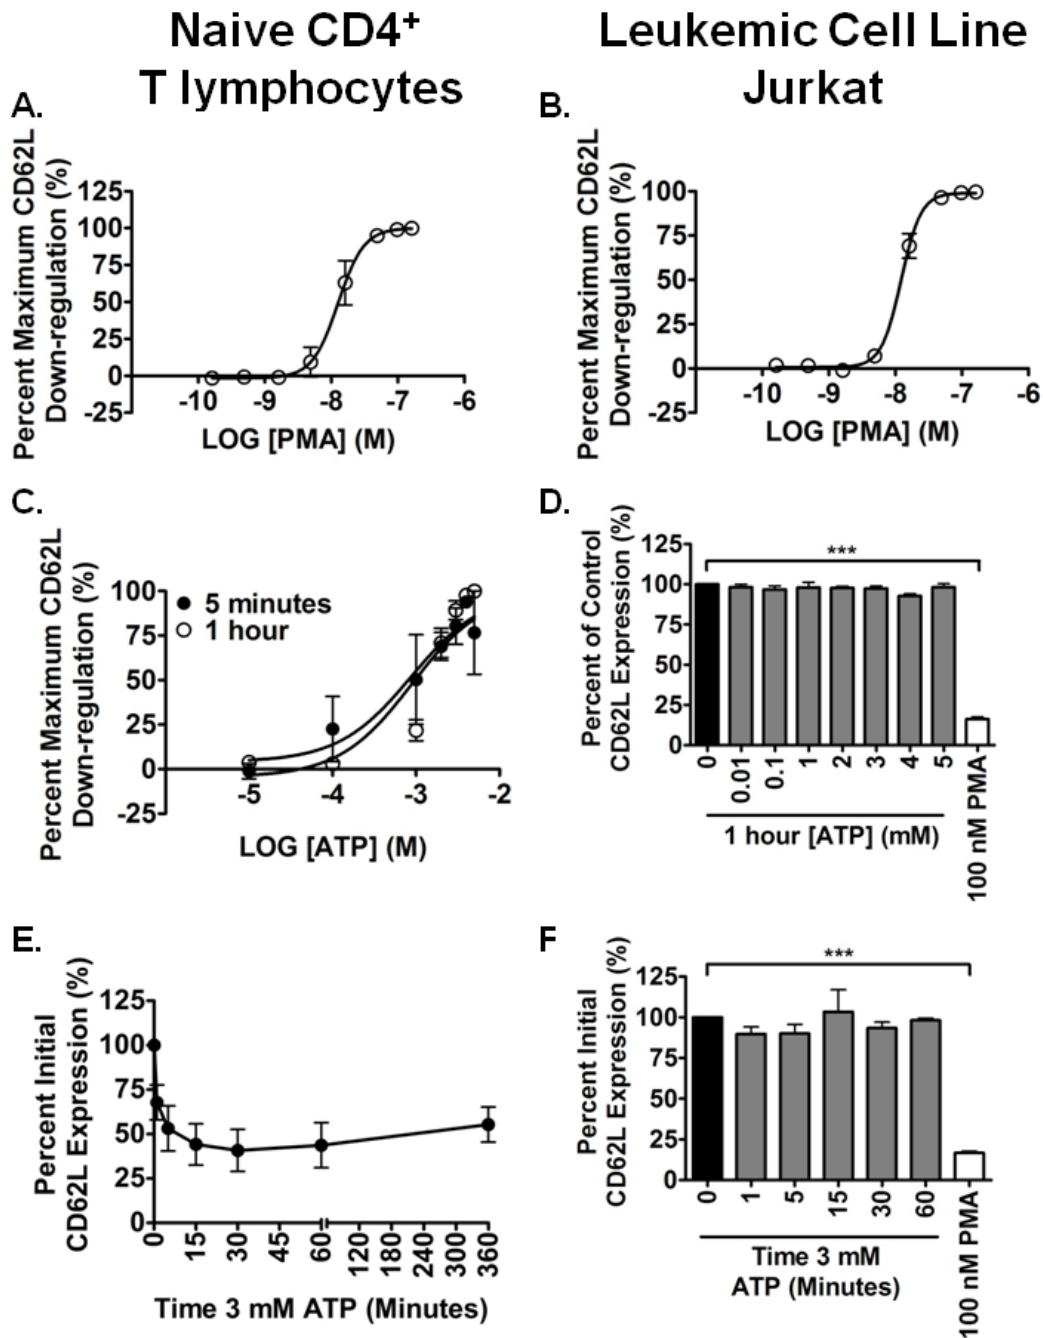 Naive CD4+
T lymphocytes
Leukemic Cell Line
Jurkat
A.
Percent Maximum CD62L
Down-regulation (%)
125
100
75
50
25
0
-25
-10 -9 -8 -7 -6
LOG [PMA] (M)
B.
Percent Maximum CD62L
Down-regulation (%)
100
75
50
25
0
-25
-10 -9 -8 -7 -6
LOG [PMA] (M)
C.
Percent Maximum CD62L
Down-regulation (%)
100
75
50
25
0
-25
5 minutes
1 hour
-5 -4 -3 -2
LOG [ATP] (M)
D.
Percent of Control
CD62L Expression (%)
125
100
75
50
25
0
***
0 0.01 0.1 1 2 3 4 5 100 nM PMA
1 hour [ATP] (mM)
E.
Percent Initial
CD62L Expression (%)
125
100
75
50
25
0
0 15 30 45 60 120 180 240 300 360
Time 3 mM ATP (Minutes)
F
Percent Initial
CD62L Expression (%)
125
100
75
50
25
0
***
0 1 5 15 30 60 100 nM PMA
Time 3 mM
ATP (Minutes)